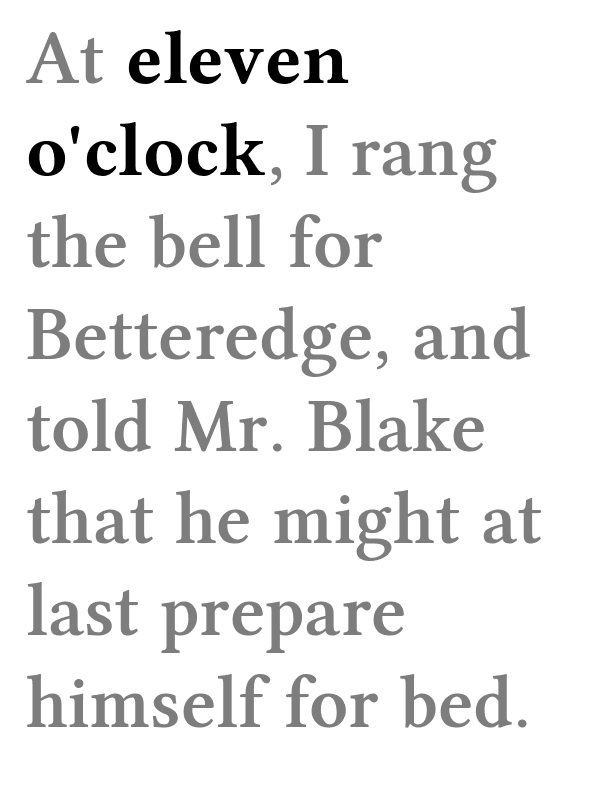 At eleven
o'clock, I rang
the bell for
Betteredge, and
told Mr. Blake
that he might at
last prepare
himself for bed.